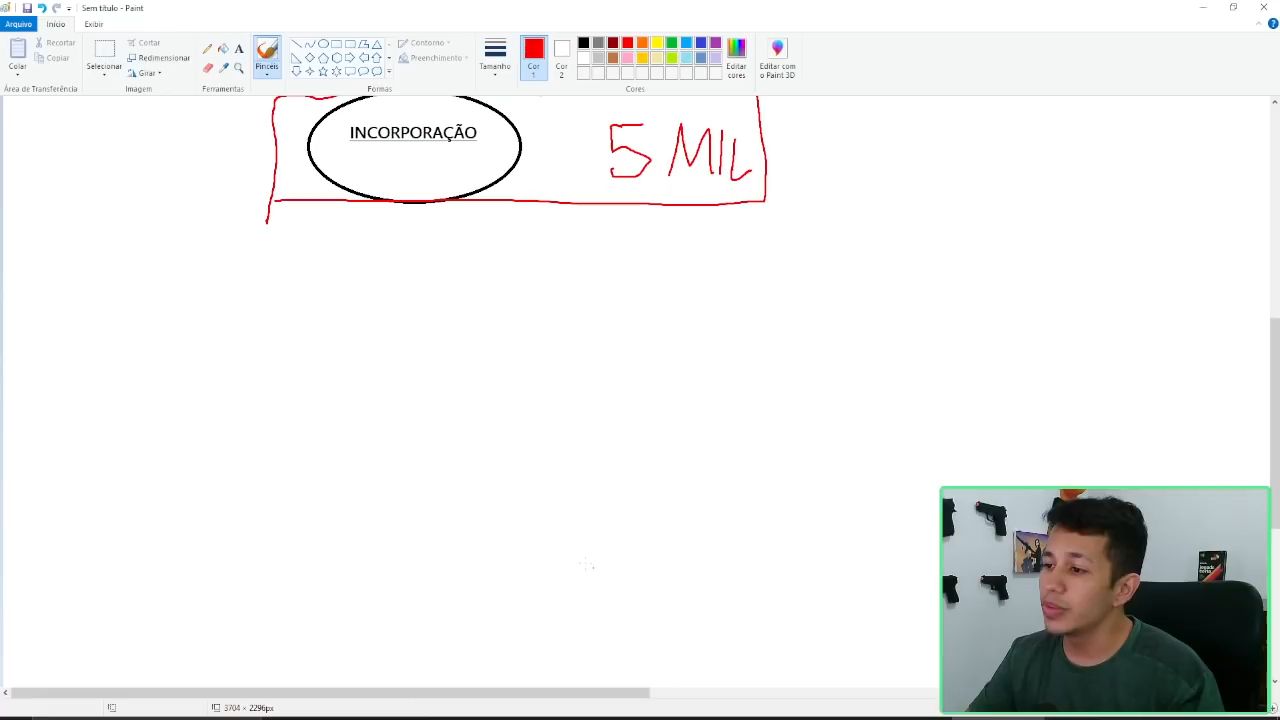 Sem título - Paint
Arquivo
Início
Exibir
Colar
Recortar
Copiar
Área de Transferência
Selecionar
Cortar
Redimensionar
Girar
Imagem
Ferramentas
Pincéis
Contorno
Preenchimento
Formas
Tamanho
Cor
1
Cor
2
Editar
cores
Editar com
o Paint 3D
Cores
INCORPORAÇÃO
5 MIL
3704 × 2296px